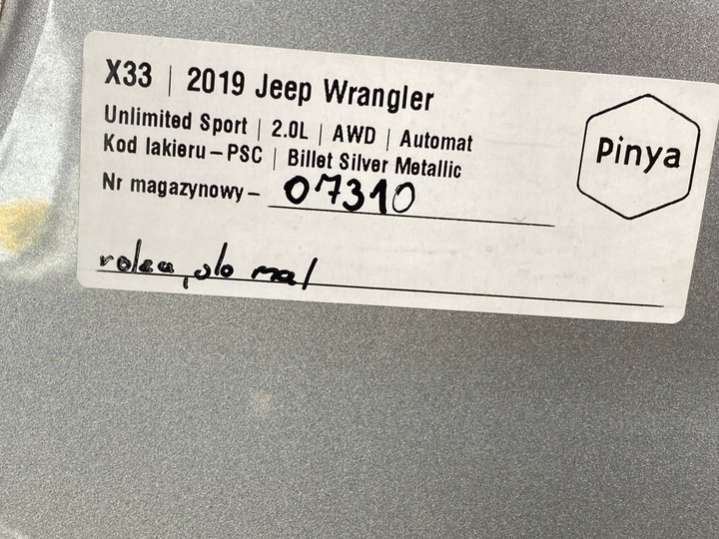 X33 | 2019 Jeep Wrangler
Unlimited Sport | 2.0L | AWD | Automat
Kod lakieru – PSC | Billet Silver Metallic
Nr magazynowy – 07310
Pinya
mal